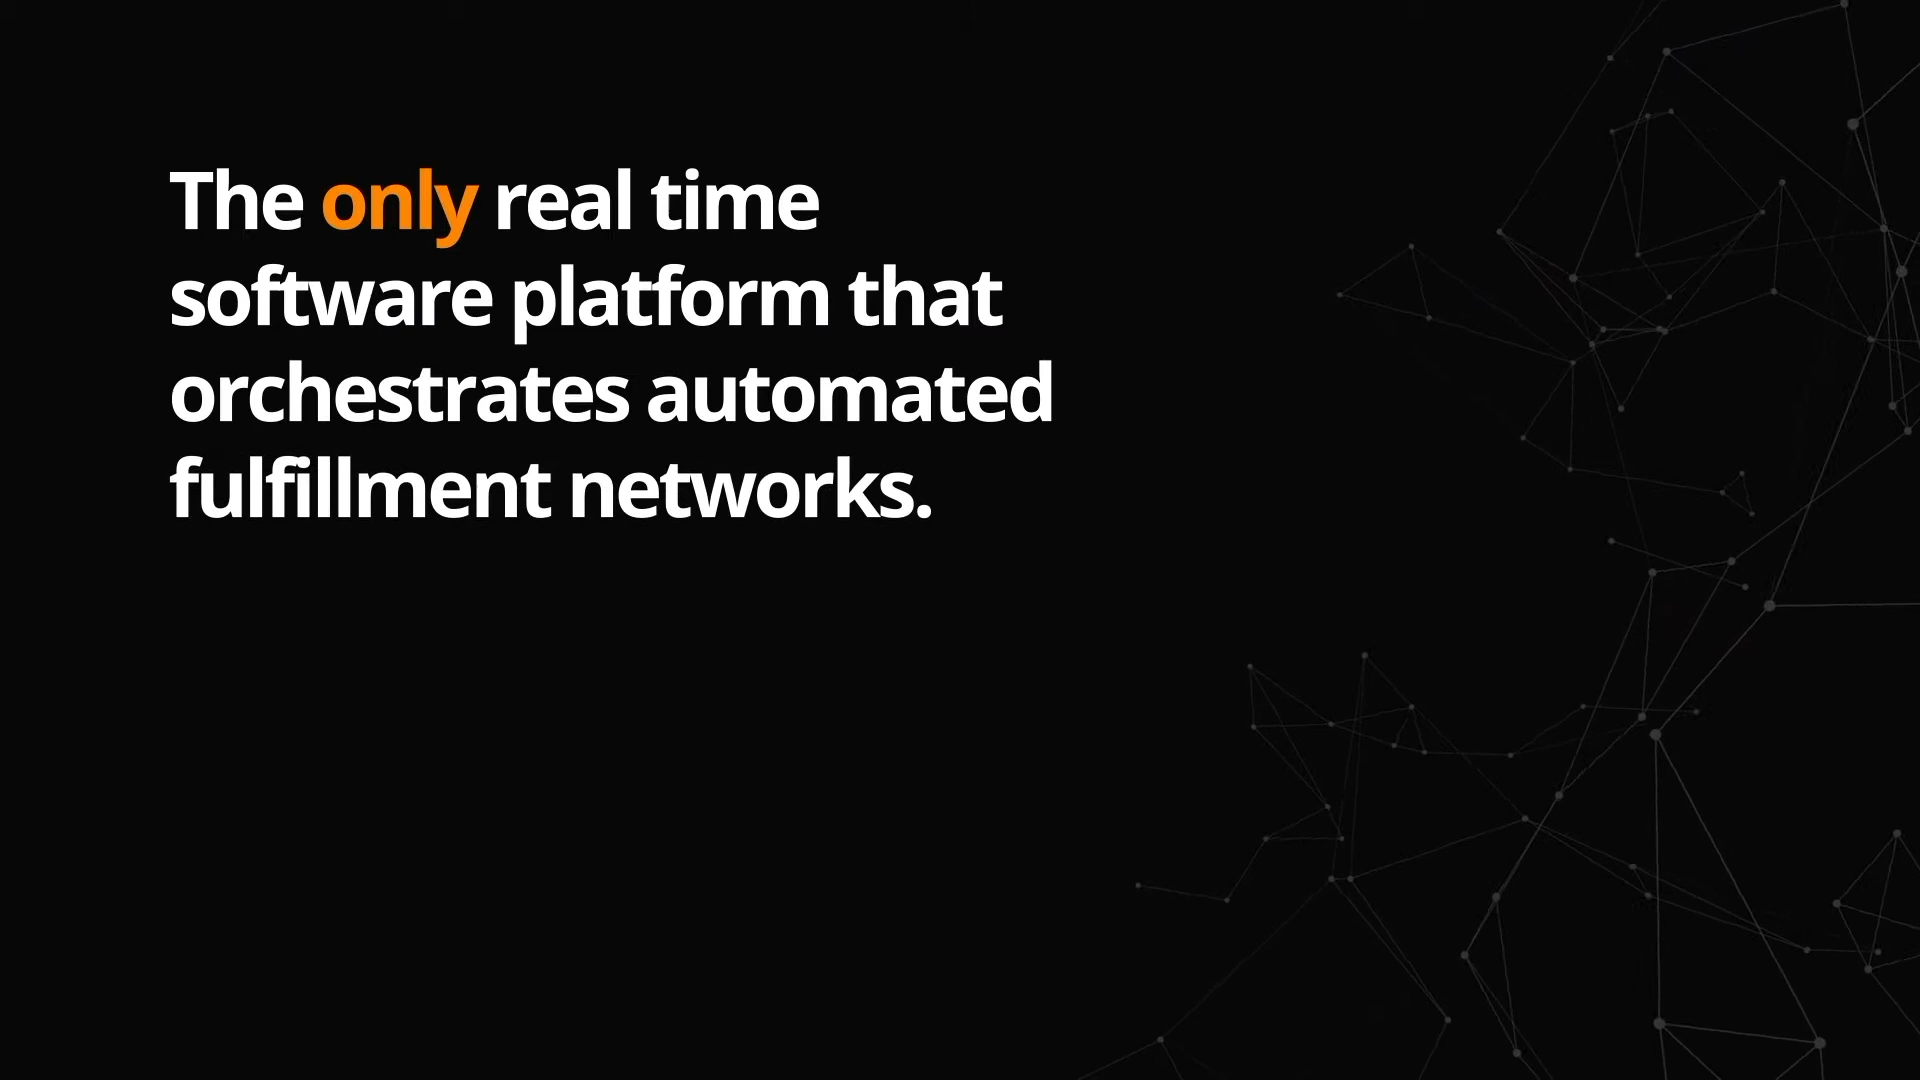 The only real time
software platform that
orchestrates automated
fulfillment networks.